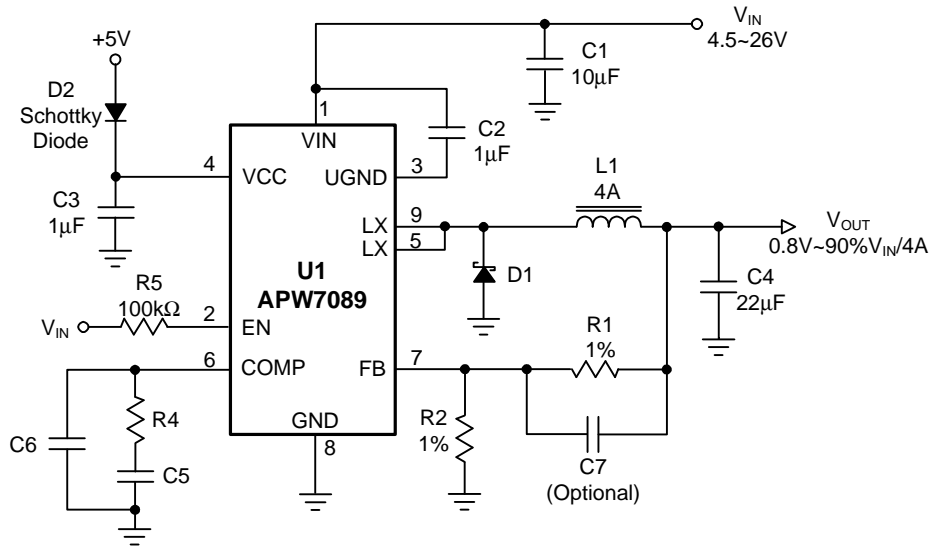 V_IN
4.5~26V
+5V
C1
10μF
D2
Schottky
Diode
1
VIN
C2
1μF
4
VCC
UGND
3
C3
1μF
L1
4A
LX
9
LX
5
V_OUT
0.8V~90%V_IN/4A
U1
APW7089
D1
C4
22μF
R5
100kΩ
V_IN
2
EN
R1
1%
6
COMP
FB
7
R4
C6
C5
R2
1%
GND
8
C7
(Optional)